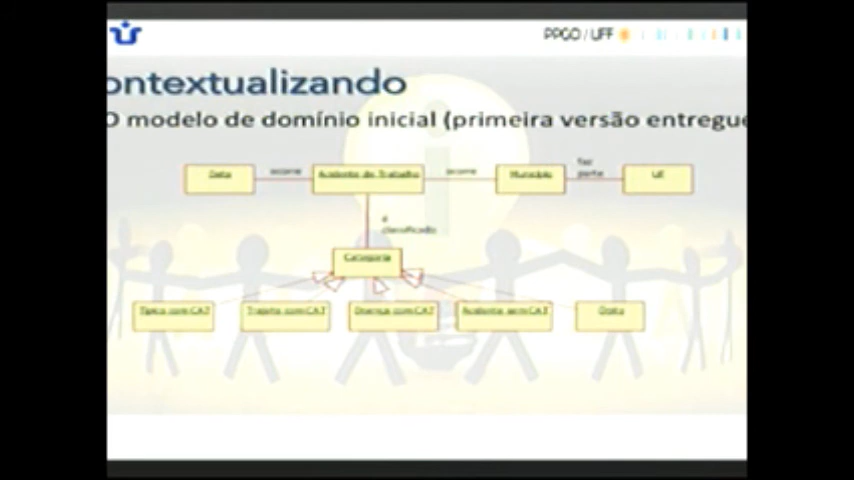 PPGO / UFF
ontextualizando
O modelo de domínio inicial (primeira versão entregue
Data
ocorre
Acidente de Trabalho
ocorre
Município
faz
parte
UF
é
classificado
Categoria
Típico com CAT
Trajeto com CAT
Doença com CAT
Acidente sem CAT
Óbito